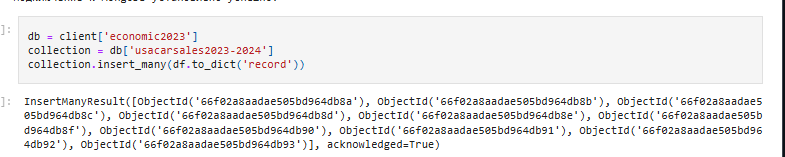 ]:
db = client['economic2023']
collection = db['usacarsales2023-2024']
collection.insert_many(df.to_dict('record'))
]: InsertManyResult([ObjectId('66f02a8aadae505bd964db8a'), ObjectId('66f02a8aadae505bd964db8b'), ObjectId('66f02a8aadae5
05bd964db8c'), ObjectId('66f02a8aadae505bd964db8d'), ObjectId('66f02a8aadae505bd964db8e'), ObjectId('66f02a8aadae505b
d964db8f'), ObjectId('66f02a8aadae505bd964db90'), ObjectId('66f02a8aadae505bd964db91'), ObjectId('66f02a8aadae505bd96
4db92'), ObjectId('66f02a8aadae505bd964db93')], acknowledged=True)